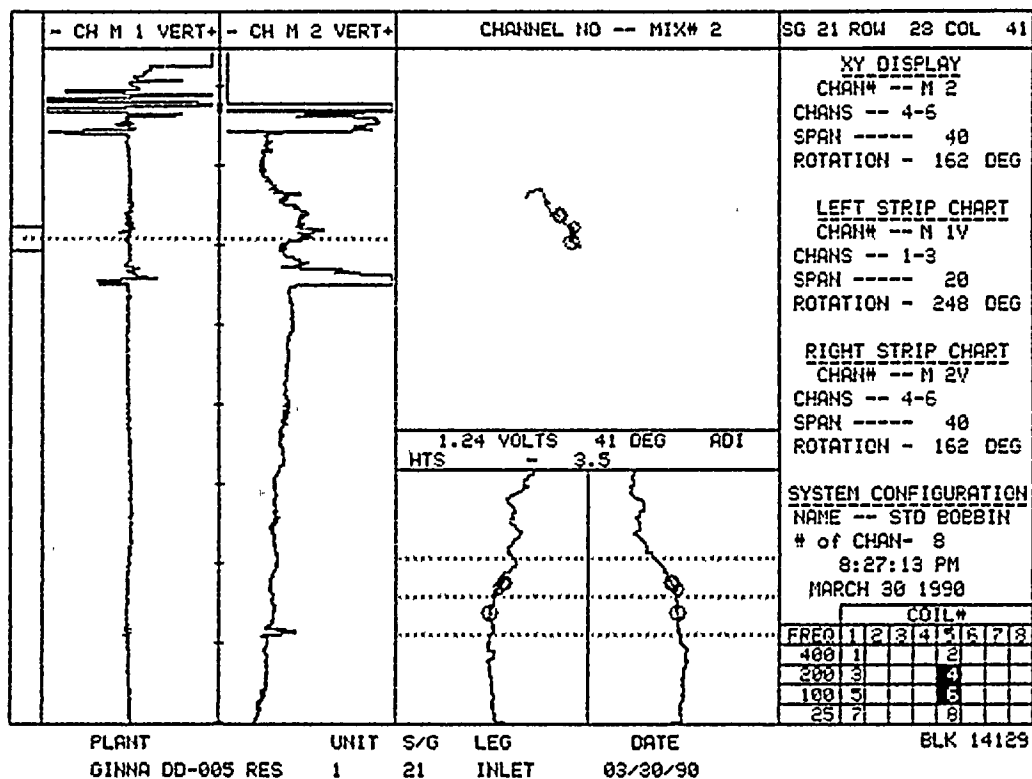 - CH M 1 VERT+
- CH M 2 VERT+
CHANNEL NO -- MIX# 2
SG 21 ROW 23 COL 41
XY DISPLAY
CHAN# -- M 2
CHANS -- 4-6
SPAN ----- 40
ROTATION - 162 DEG
LEFT STRIP CHART
CHAN# -- M 1V
CHANS -- 1-3
SPAN ----- 20
ROTATION - 248 DEG
RIGHT STRIP CHART
CHAN# -- M 2V
CHANS -- 4-6
SPAN ----- 40
ROTATION - 162 DEG
1.24 VOLTS 41 DEG ADI
HTS - 3.5
SYSTEM CONFIGURATION
NAME -- STD BOBBIN
# of CHAN- 8
8:27:13 PM
MARCH 30 1990
COIL#
FREQ 1 2 3 4 5 6 7 8
400 1 2
200 3 4
100 5 6
25 7 8
PLANT UNIT S/G LEG DATE BLK 14129
GINNA DD-005 RES 1 21 INLET 03/30/90